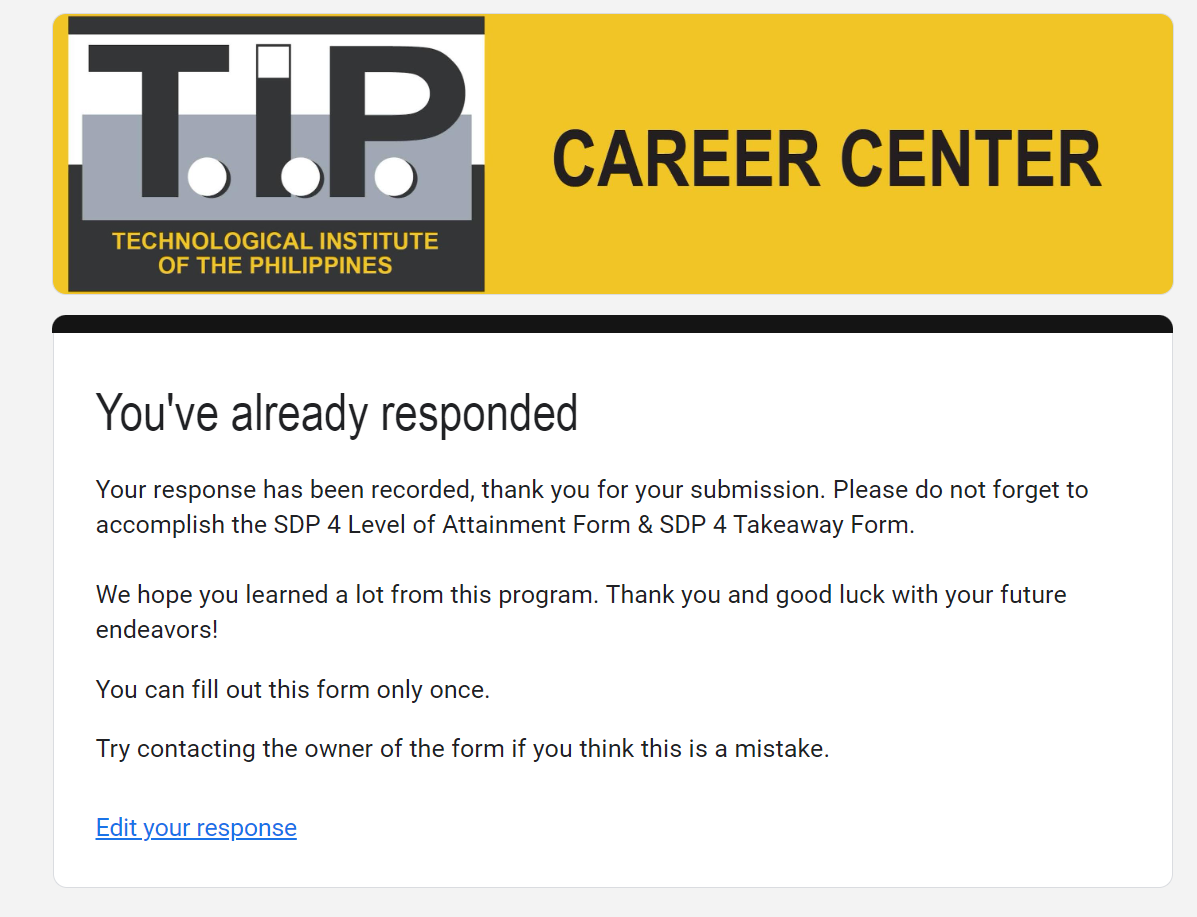 T.I.P.
TECHNOLOGICAL INSTITUTE
OF THE PHILIPPINES
CAREER CENTER
You've already responded
Your response has been recorded, thank you for your submission. Please do not forget to
accomplish the SDP 4 Level of Attainment Form & SDP 4 Takeaway Form.
We hope you learned a lot from this program. Thank you and good luck with your future
endeavors!
You can fill out this form only once.
Try contacting the owner of the form if you think this is a mistake.
Edit your response